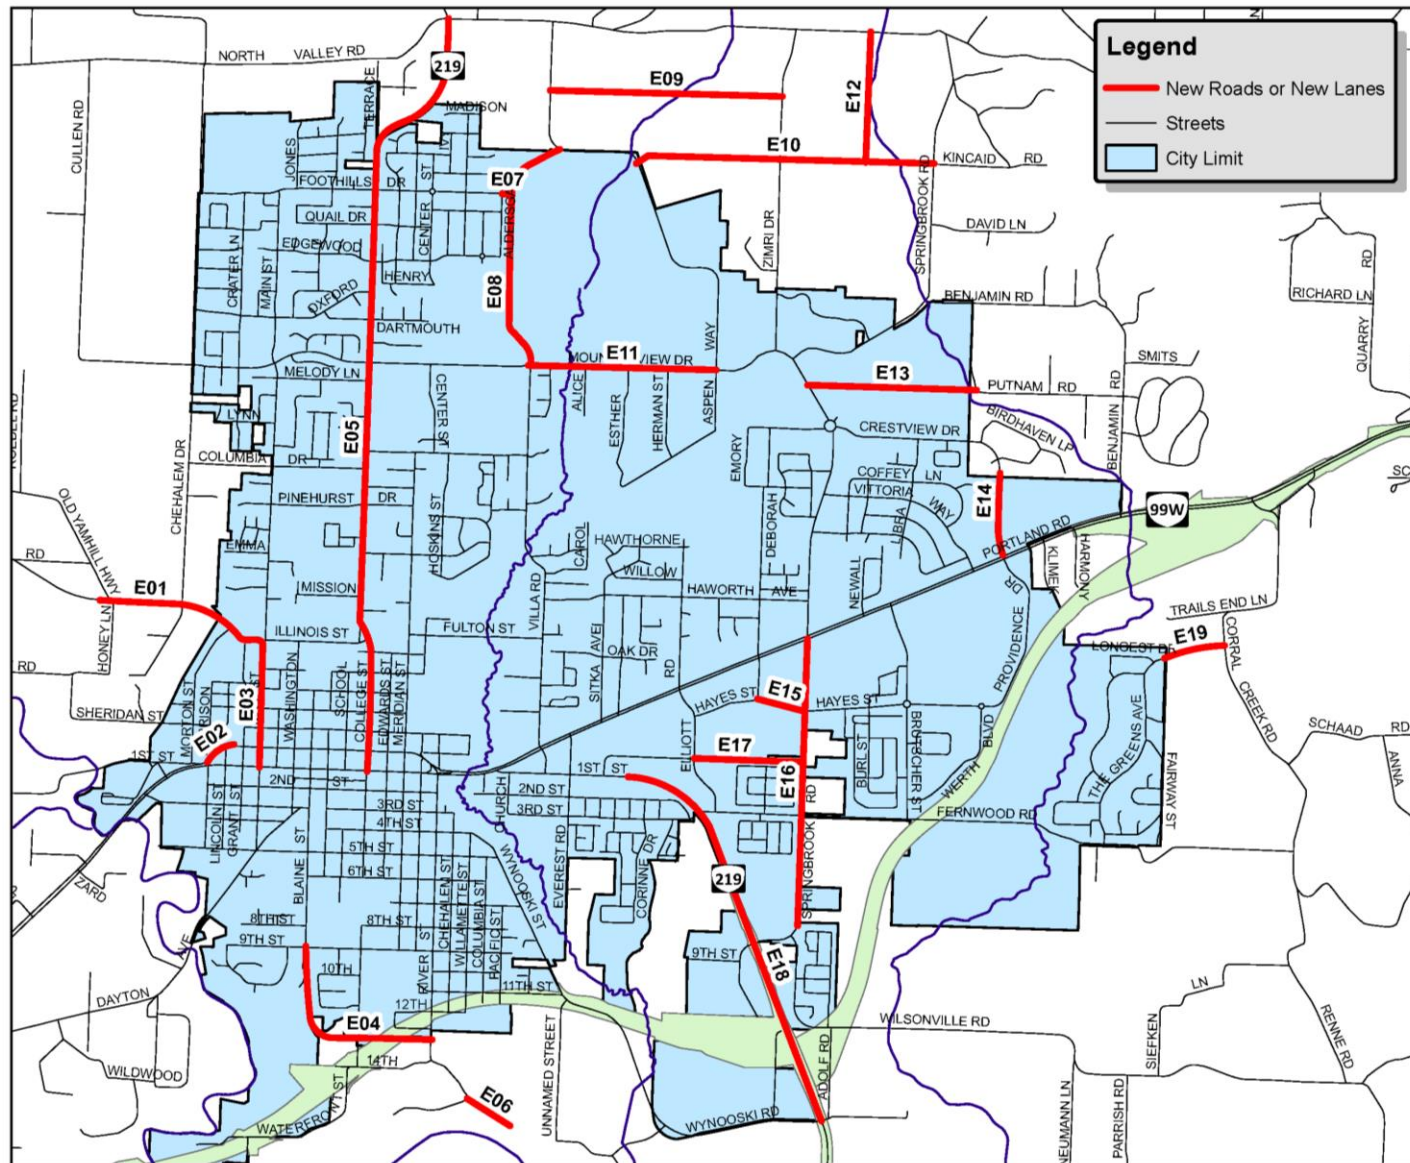 Legend
New Roads or New Lanes
Streets
City Limit
NORTH VALLEY RD
219
E09
E12
CULLEN RD
TERRACE
MADISON
E10
KINCAID RD
JONES
FOOTHILLS DR
E07
CENTER ST
QUAIL DR
EDGEWOOD
HENRY
ZIMRI DR
SPRINGBROOK RD
DAVID LN
CRATER LN
MAIN ST
OXFORD
E08
DARTMOUTH
BENJAMIN RD
RICHARD LN
QUARRY RD
E11
WAY
MELODY LN
ALICE
ESTHER
HERMAN ST
ASPEN
E13
PUTNAM RD
SMITS
BENJAMIN RD
LYNN
CENTER ST
E05
CRESTVIEW DR
BIRDHAVEN LP
COLUMBIA DR
CHEHALEM DR
EMORY
COFFEY LN
VITTORIA WAY
LIBRA
E14
PINEHURST DR
HOSKINS ST
DEBORAH
99W
PORTLAND RD
OLD YAMHILL HWY
RD
EMMA
CAROL
HAWTHORNE
WILLOW
HAWORTH AVE
NEWALL
DR
KLIMEK
HARMONY
MISSION
E01
VILLA RD
TRAILS END LN
HONEY LN
ILLINOIS ST
FULTON ST
OAK DR
SITKA
RD
PROVIDENCE
E19
CORRAL CREEK RD
RD
SHERIDAN ST
MORTON ST
E03
WASHINGTON
SCHOOL
COLLEGE ST
EDWARDS ST
MERIDIAN ST
HAYES ST
E15
HAYES ST
BLVD
THE GREENS AVE
SCHAAD RD
ANNA
E02
1ST ST
2ND ST
ELLIOTT
E17
1ST ST
E16
BURL ST
BRUTSCHER ST
WERTH
FAIRWAY ST
LINCOLN ST
GRANT ST
3RD ST
4TH ST
CHURCH
2ND ST
3RD ST
RD
FERNWOOD RD
BLAINE ST
5TH ST
6TH ST
WYNOOSKI ST
EVEREST RD
CORINNE DR
219
SPRINGBROOK
ZARD
8TH ST
CHEHALEM ST
WILLAMETTE ST
COLUMBIA ST
PACIFIC ST
9TH ST
AVE
9TH ST
E18
10TH
RIVER ST
11TH ST
12TH
DAYTON
E04
WILSONVILLE RD
LN
SIEFKEN
RENNE RD
14TH
WILDWOOD
E06
UNNAMED STREET
ADOLF RD
WYNOOSKI RD
NEUMANN LN
PARRISH RD